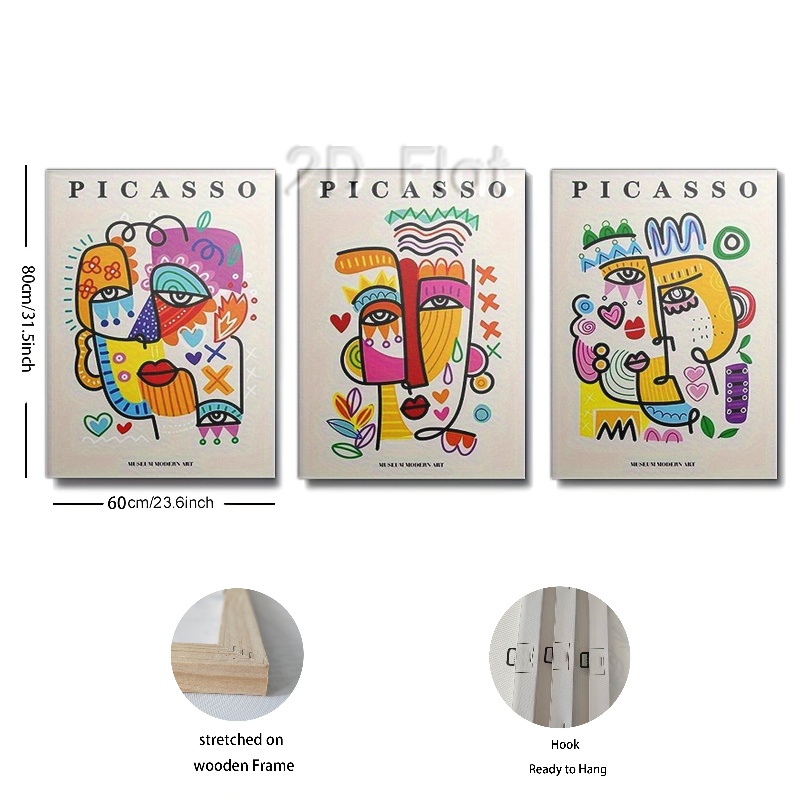 2D Flat
PICASSO
PICASSO
PICASSO
80cm/31.5inch
MUSEUM MODERN ART
MUSEUM MODERN ART
MUSEUM MODERN ART
60cm/23.6inch
stretched on
wooden Frame
Hook
Ready to Hang